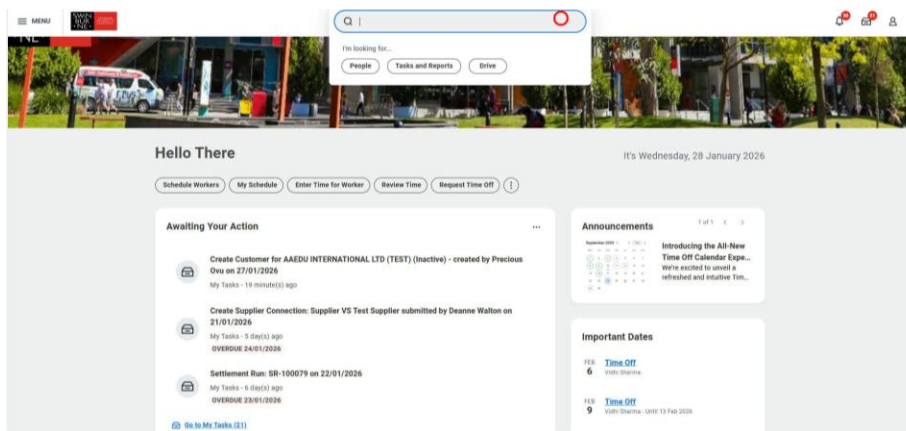 MENU
SWIN
BUR
NE
I'm looking for...
People
Tasks and Reports
Drive
Hello There
It's Wednesday, 28 January 2026
Schedule Workers
My Schedule
Enter Time for Worker
Review Time
Request Time Off
Awaiting Your Action
Create Customer for AAEDU INTERNATIONAL LTD (TEST) (Inactive) - created by Precious
Ovu on 27/01/2026
My Tasks - 19 minute(s) ago
Create Supplier Connection: Supplier VS Test Supplier submitted by Deanne Walton on
21/01/2026
My Tasks - 5 day(s) ago
OVERDUE 24/01/2026
Settlement Run: SR-100079 on 22/01/2026
My Tasks - 6 day(s) ago
OVERDUE 23/01/2026
Go to My Tasks (21)
Announcements
1 of 1
Introducing the All-New
Time Off Calendar Expe...
We're excited to unveil a
refreshed and intuitive Tim...
Important Dates
FEB
6
Time Off
Vidhi Sharma
FEB
9
Time Off
Vidhi Sharma - Until 13 Feb 2026